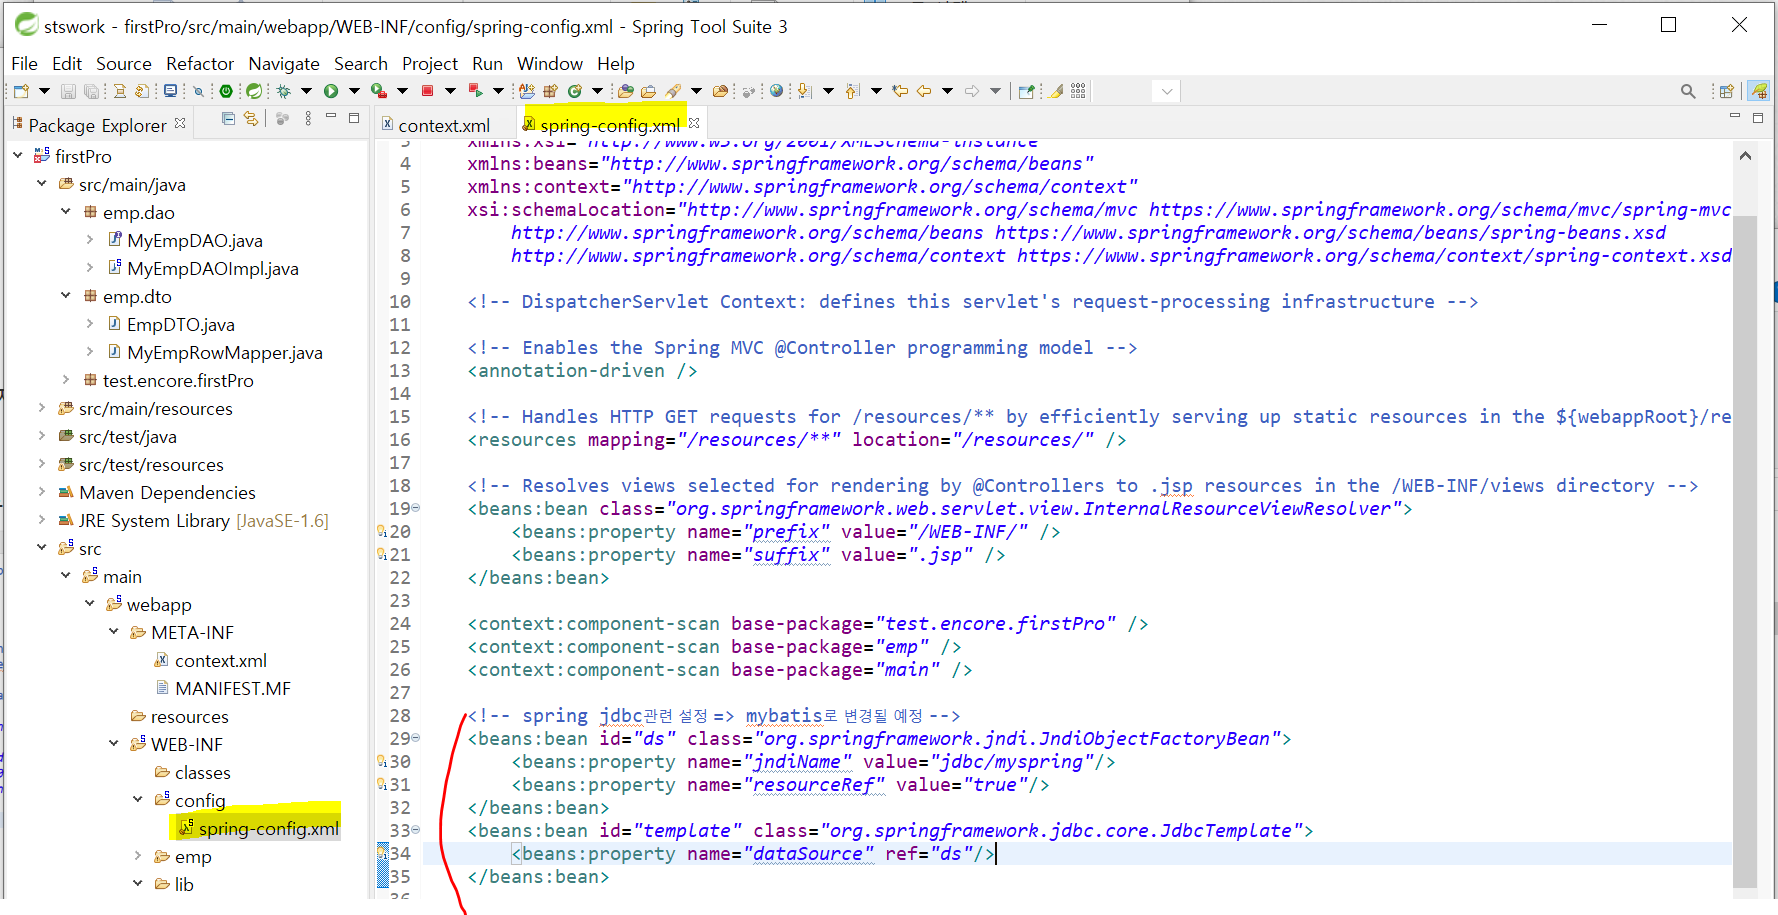 stswork - firstPro/src/main/webapp/WEB-INF/config/spring-config.xml - Spring Tool Suite 3
File Edit Source Refactor Navigate Search Project Run Window Help
Package Explorer
context.xml
spring-config.xml
firstPro
src/main/java
emp.dao
MyEmpDAO.java
MyEmpDAOImpl.java
emp.dto
EmpDTO.java
MyEmpRowMapper.java
test.encore.firstPro
src/main/resources
src/test/java
src/test/resources
Maven Dependencies
JRE System Library [JavaSE-1.6]
src
main
webapp
META-INF
context.xml
MANIFEST.MF
resources
WEB-INF
classes
config
spring-config.xml
emp
lib
3 xmlns:xsi="http://www.w3.org/2001/XMLSchema-instance"
4 xmlns:beans="http://www.springframework.org/schema/beans"
5 xmlns:context="http://www.springframework.org/schema/context"
6 xsi:schemaLocation="http://www.springframework.org/schema/mvc https://www.springframework.org/schema/mvc/spring-mvc
7 http://www.springframework.org/schema/beans https://www.springframework.org/schema/beans/spring-beans.xsd
8 http://www.springframework.org/schema/context https://www.springframework.org/schema/context/spring-context.xsd
9
10 <!-- DispatcherServlet Context: defines this servlet's request-processing infrastructure -->
11
12 <!-- Enables the Spring MVC @Controller programming model -->
13 <annotation-driven />
14
15 <!-- Handles HTTP GET requests for /resources/** by efficiently serving up static resources in the ${webappRoot}/re
16 <resources mapping="/resources/**" location="/resources/" />
17
18 <!-- Resolves views selected for rendering by @Controllers to .jsp resources in the /WEB-INF/views directory -->
19 <beans:bean class="org.springframework.web.servlet.view.InternalResourceViewResolver">
20 <beans:property name="prefix" value="/WEB-INF/" />
21 <beans:property name="suffix" value=".jsp" />
22 </beans:bean>
23
24 <context:component-scan base-package="test.encore.firstPro" />
25 <context:component-scan base-package="emp" />
26 <context:component-scan base-package="main" />
27
28 <!-- spring jdbc관련 설정 => mybatis로 변경될 예정 -->
29 <beans:bean id="ds" class="org.springframework.jndi.JndiObjectFactoryBean">
30 <beans:property name="jndiName" value="jdbc/myspring"/>
31 <beans:property name="resourceRef" value="true"/>
32 </beans:bean>
33 <beans:bean id="template" class="org.springframework.jdbc.core.JdbcTemplate">
34 <beans:property name="dataSource" ref="ds"/>
35 </beans:bean>
36